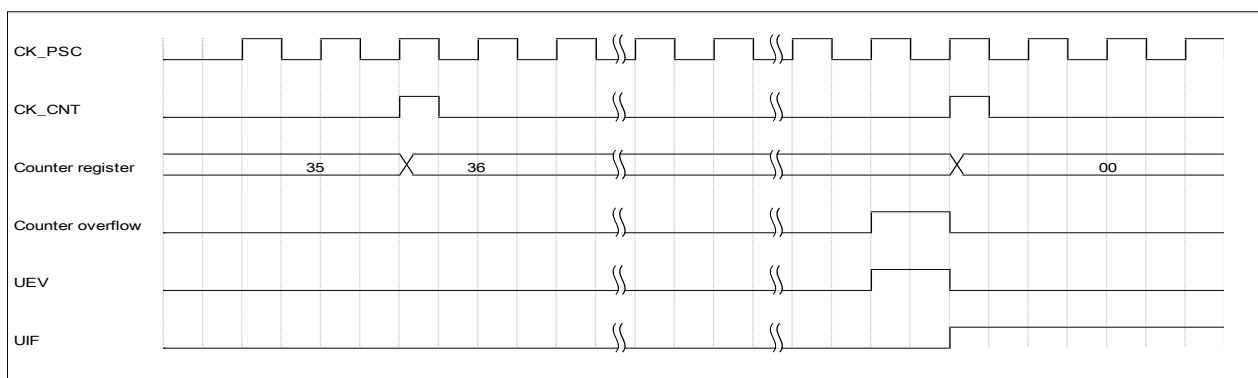 CK_PSC
CK_CNT
Counter register 35 36 00
Counter overflow
UEV
UIF